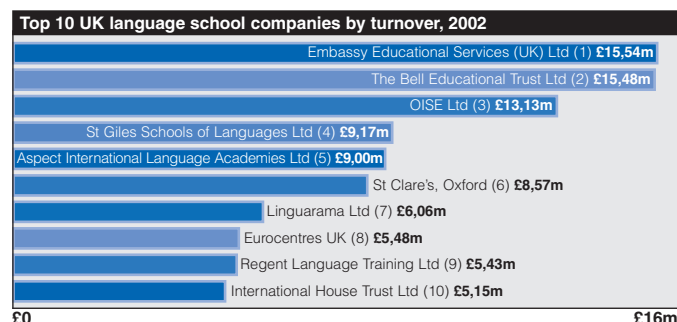 Top 10 UK language school companies by turnover, 2002
Embassy Educational Services (UK) Ltd (1) £15,54m
The Bell Educational Trust Ltd (2) £15,48m
OISE Ltd (3) £13,13m
St Giles Schools of Languages Ltd (4) £9,17m
Aspect International Language Academies Ltd (5) £9,00m
St Clare's, Oxford (6) £8,57m
Linguarama Ltd (7) £6,06m
Eurocentres UK (8) £5,48m
Regent Language Training Ltd (9) £5,43m
International House Trust Ltd (10) £5,15m
£0 £16m